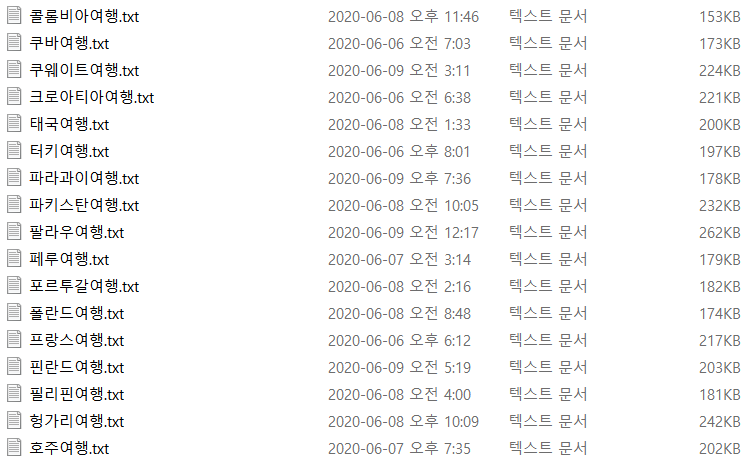 콜롬비아여행.txt 2020-06-08 오후 11:46 텍스트 문서 153KB
쿠바여행.txt 2020-06-06 오전 7:03 텍스트 문서 173KB
쿠웨이트여행.txt 2020-06-09 오전 3:11 텍스트 문서 224KB
크로아티아여행.txt 2020-06-06 오전 6:38 텍스트 문서 221KB
태국여행.txt 2020-06-08 오전 1:33 텍스트 문서 200KB
터키여행.txt 2020-06-06 오후 8:01 텍스트 문서 197KB
파라과이여행.txt 2020-06-09 오후 7:36 텍스트 문서 178KB
파키스탄여행.txt 2020-06-08 오전 10:05 텍스트 문서 232KB
팔라우여행.txt 2020-06-09 오전 12:17 텍스트 문서 262KB
페루여행.txt 2020-06-07 오전 3:14 텍스트 문서 179KB
포르투갈여행.txt 2020-06-08 오전 2:16 텍스트 문서 182KB
폴란드여행.txt 2020-06-08 오전 8:48 텍스트 문서 174KB
프랑스여행.txt 2020-06-06 오후 6:12 텍스트 문서 217KB
핀란드여행.txt 2020-06-09 오전 5:19 텍스트 문서 203KB
필리핀여행.txt 2020-06-08 오전 4:00 텍스트 문서 181KB
헝가리여행.txt 2020-06-08 오후 10:09 텍스트 문서 242KB
호주여행.txt 2020-06-07 오후 7:35 텍스트 문서 202KB